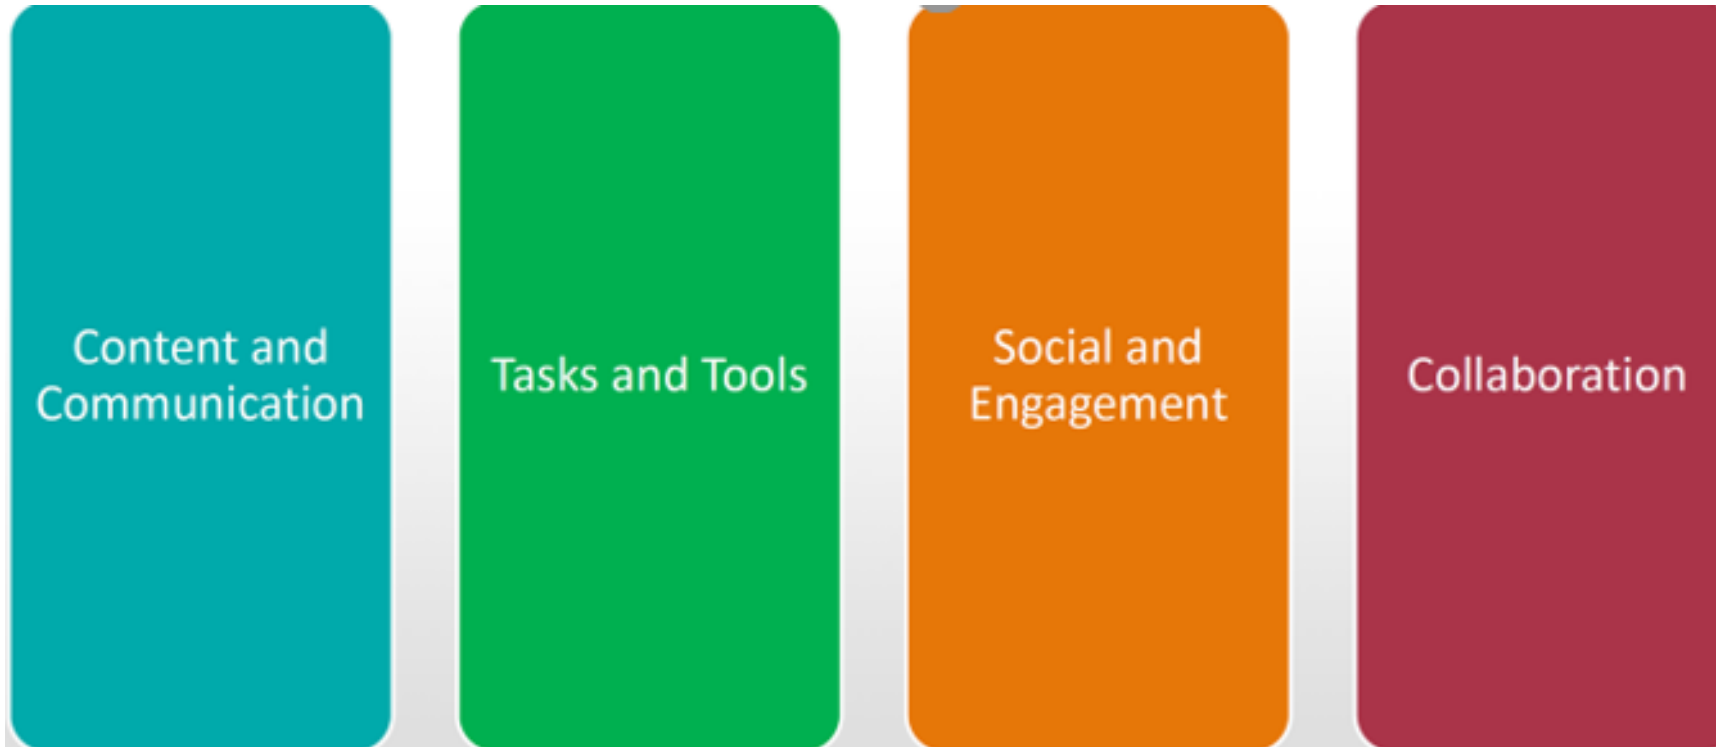 Content and
Communication
Tasks and Tools
Social and
Engagement
Collaboration